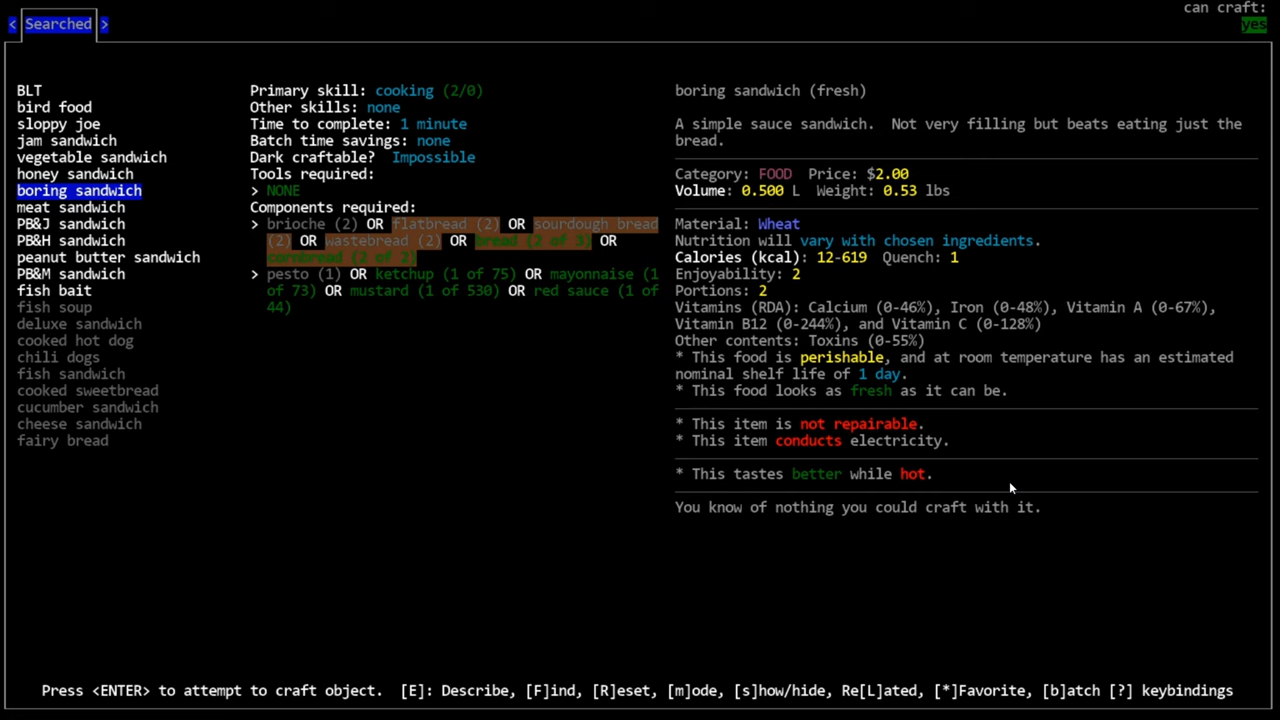 can craft:
< Searched >
yes
BLT
bird food
sloppy joe
jam sandwich
vegetable sandwich
honey sandwich
boring sandwich
meat sandwich
PB&J sandwich
PB&H sandwich
peanut butter sandwich
PB&M sandwich
fish bait
fish soup
deluxe sandwich
cooked hot dog
chili dogs
fish sandwich
cooked sweetbread
cucumber sandwich
cheese sandwich
fairy bread
Primary skill: cooking (2/0)
Other skills: none
Time to complete: 1 minute
Batch time savings: none
Dark craftable? Impossible
Tools required:
> NONE
Components required:
> brioche (2) OR flatbread (2) OR sourdough bread
(2) OR wastebread (2) OR bread (2 of 3) OR
cornbread (2 of 2)
> pesto (1) OR ketchup (1 of 75) OR mayonnaise (1
of 73) OR mustard (1 of 530) OR red sauce (1 of
44)
boring sandwich (fresh)
A simple sauce sandwich. Not very filling but beats eating just the
bread.
Category: FOOD Price: $2.00
Volume: 0.500 L Weight: 0.53 lbs
Material: Wheat
Nutrition will vary with chosen ingredients.
Calories (kcal): 12-619 Quench: 1
Enjoyability: 2
Portions: 2
Vitamins (RDA): Calcium (0-46%), Iron (0-48%), Vitamin A (0-67%),
Vitamin B12 (0-244%), and Vitamin C (0-128%)
Other contents: Toxins (0-55%)
* This food is perishable, and at room temperature has an estimated
nominal shelf life of 1 day.
* This food looks as fresh as it can be.
* This item is not repairable.
* This item conducts electricity.
* This tastes better while hot.
You know of nothing you could craft with it.
Press <ENTER> to attempt to craft object. [E]: Describe, [F]ind, [R]eset, [m]ode, [s]how/hide, Re[L]ated, [*]Favorite, [b]atch [?] keybindings